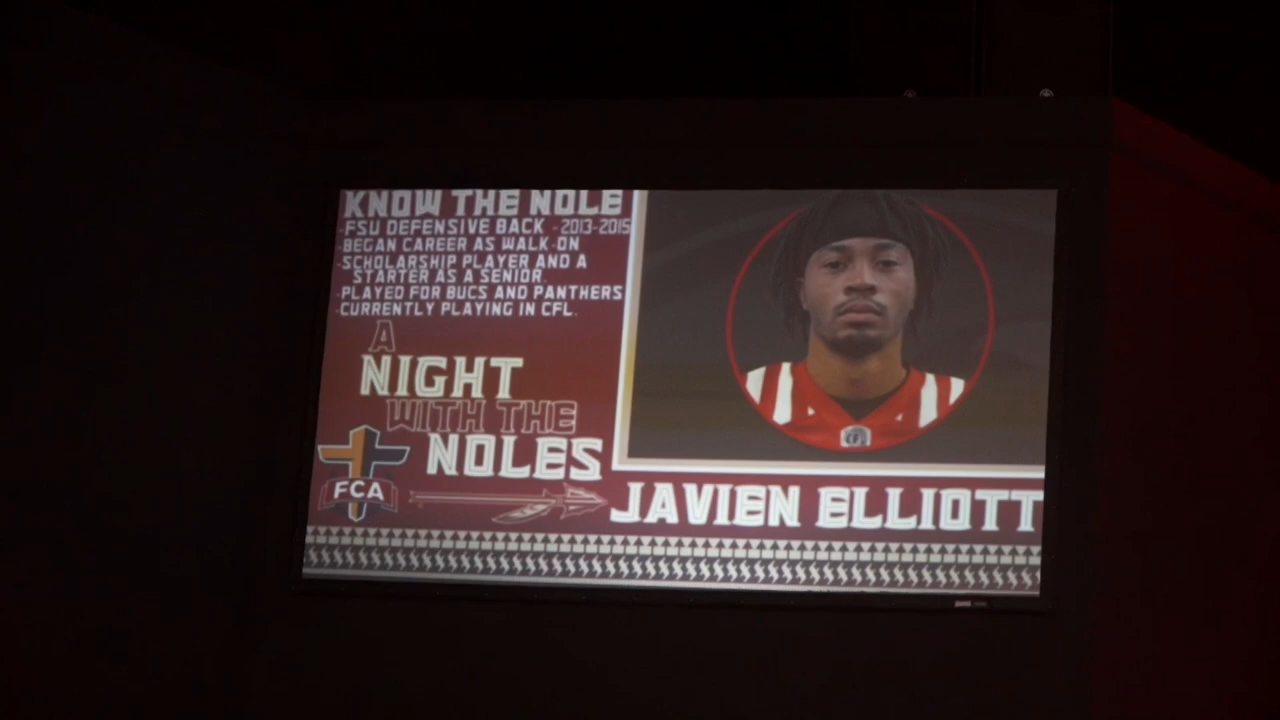 KNOW THE NOLE
-FSU DEFENSIVE BACK - 2013-2015
-BEGAN CAREER AS WALK-ON
-SCHOLARSHIP PLAYER AND A
STARTER AS A SENIOR.
-PLAYED FOR BUCS AND PANTHERS
-CURRENTLY PLAYING IN CFL.
A
NIGHT
WITH THE
NOLES
FCA
JAVIEN ELLIOTT